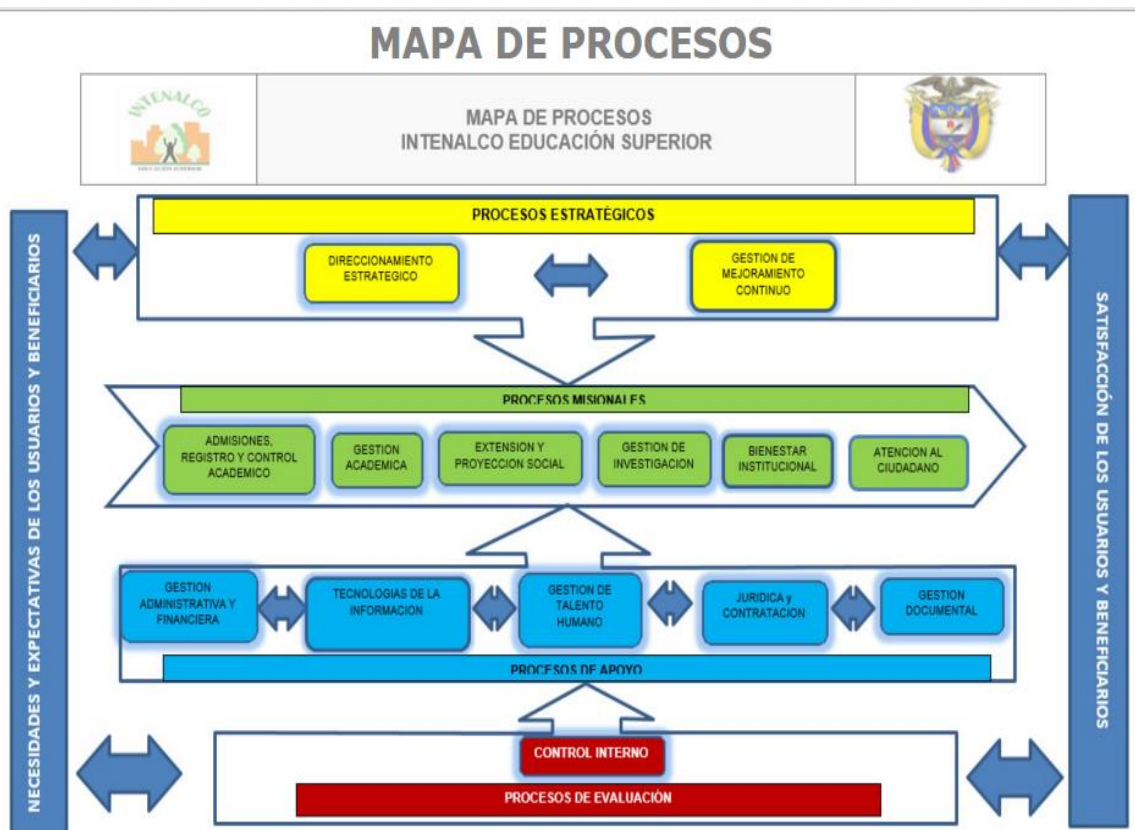 MAPA DE PROCESOS
INTENALCO
EDUCACIÓN SUPERIOR
MAPA DE PROCESOS
INTENALCO EDUCACIÓN SUPERIOR
NECESIDADES Y EXPECTATIVAS DE LOS USUARIOS Y BENEFICIARIOS
PROCESOS ESTRATÉGICOS
DIRECCIONAMIENTO
ESTRATEGICO
GESTION DE
MEJORAMIENTO
CONTINUO
PROCESOS MISIONALES
ADMISIONES,
REGISTRO Y CONTROL
ACADEMICO
GESTION
ACADEMICA
EXTENSION Y
PROYECCION SOCIAL
GESTION DE
INVESTIGACION
BIENESTAR
INSTITUCIONAL
ATENCION AL
CIUDADANO
GESTION
ADMINISTRATIVA Y
FINANCIERA
TECNOLOGIAS DE LA
INFORMACION
GESTION DE
TALENTO
HUMANO
JURIDICA y
CONTRATACION
GESTION
DOCUMENTAL
PROCESOS DE APOYO
CONTROL INTERNO
PROCESOS DE EVALUACIÓN
SATISFACCIÓN DE LOS USUARIOS Y BENEFICIARIOS